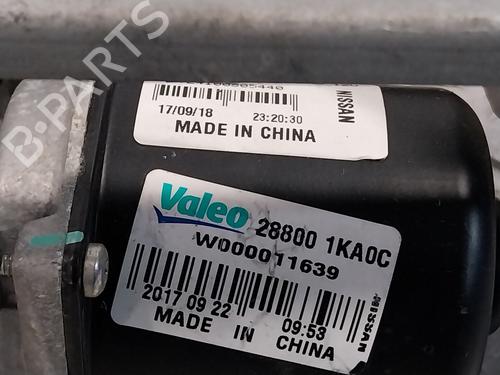 NISSAN
17/09/18 23:20:30
MADE IN CHINA
Valeo 28800 1KA0C
W000011639
2017 09 22 09:53
MADE IN CHINA
NISSAN
B-PARTS